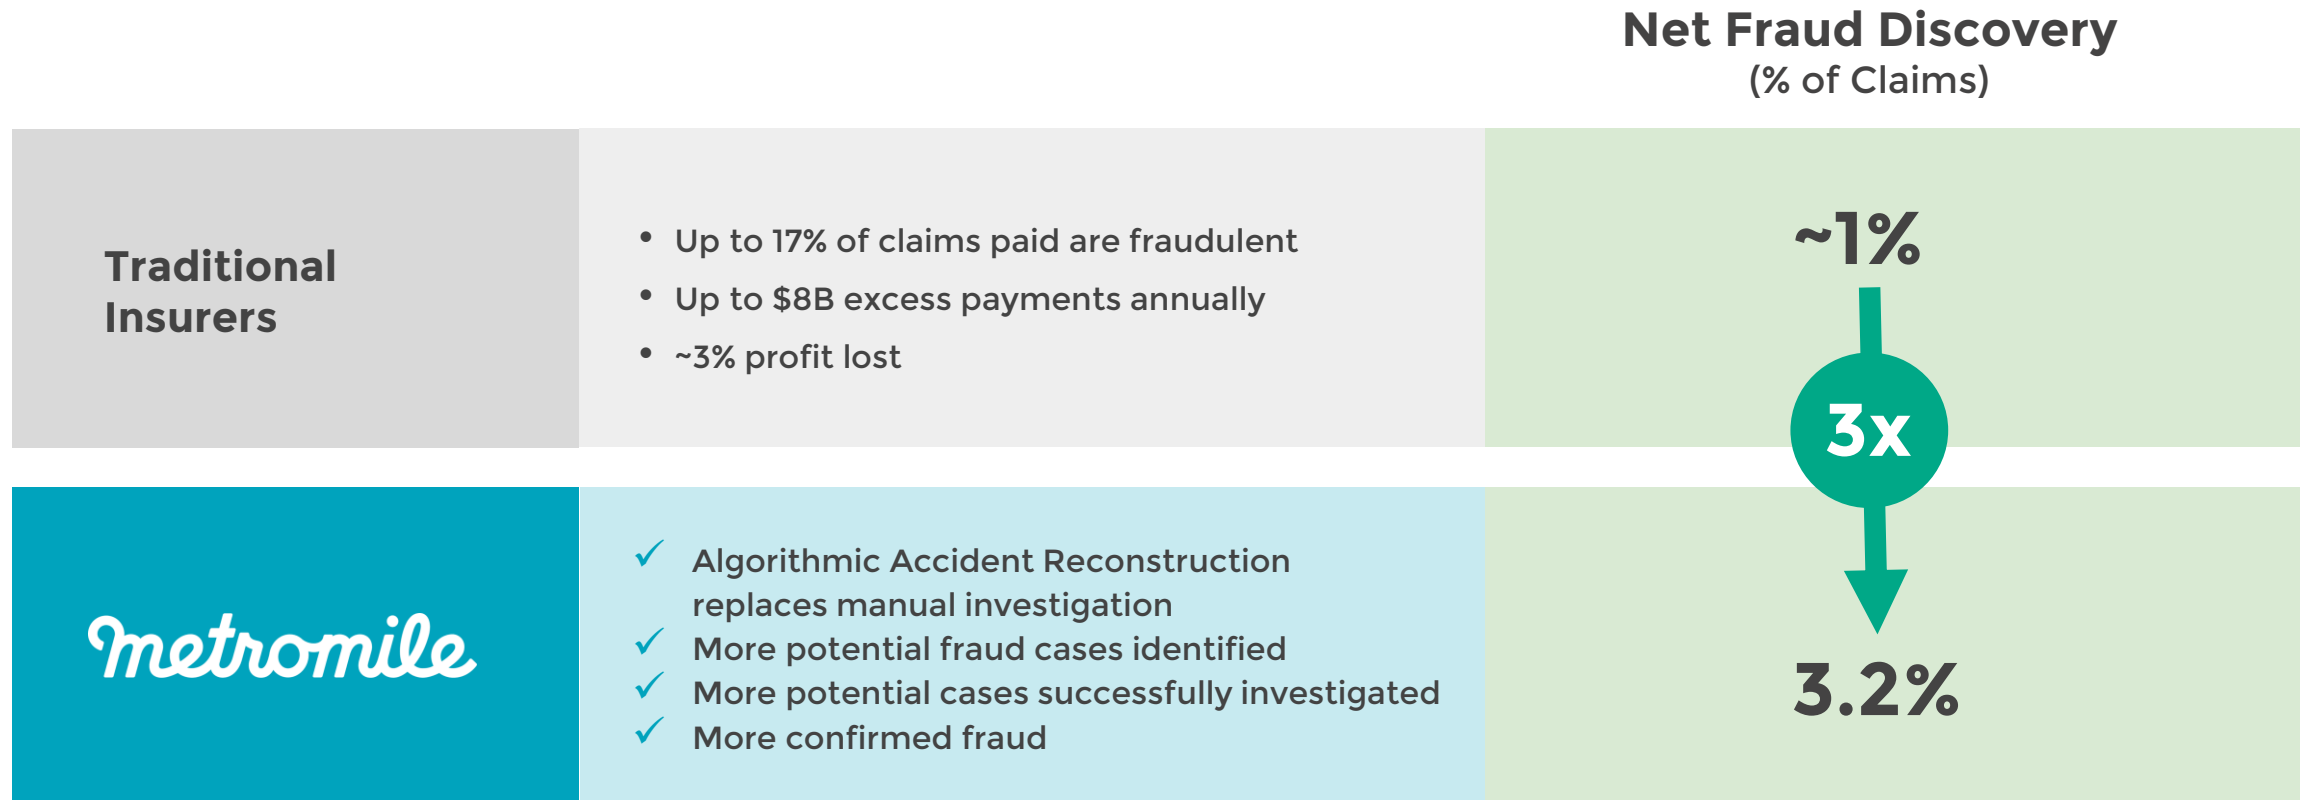 Net Fraud Discovery
(% of Claims)
Traditional
Insurers
• Up to 17% of claims paid are fraudulent
• Up to $8B excess payments annually
• ~3% profit lost
~1%
3x
metromile
✓ Algorithmic Accident Reconstruction
replaces manual investigation
✓ More potential fraud cases identified
✓ More potential cases successfully investigated
✓ More confirmed fraud
3.2%